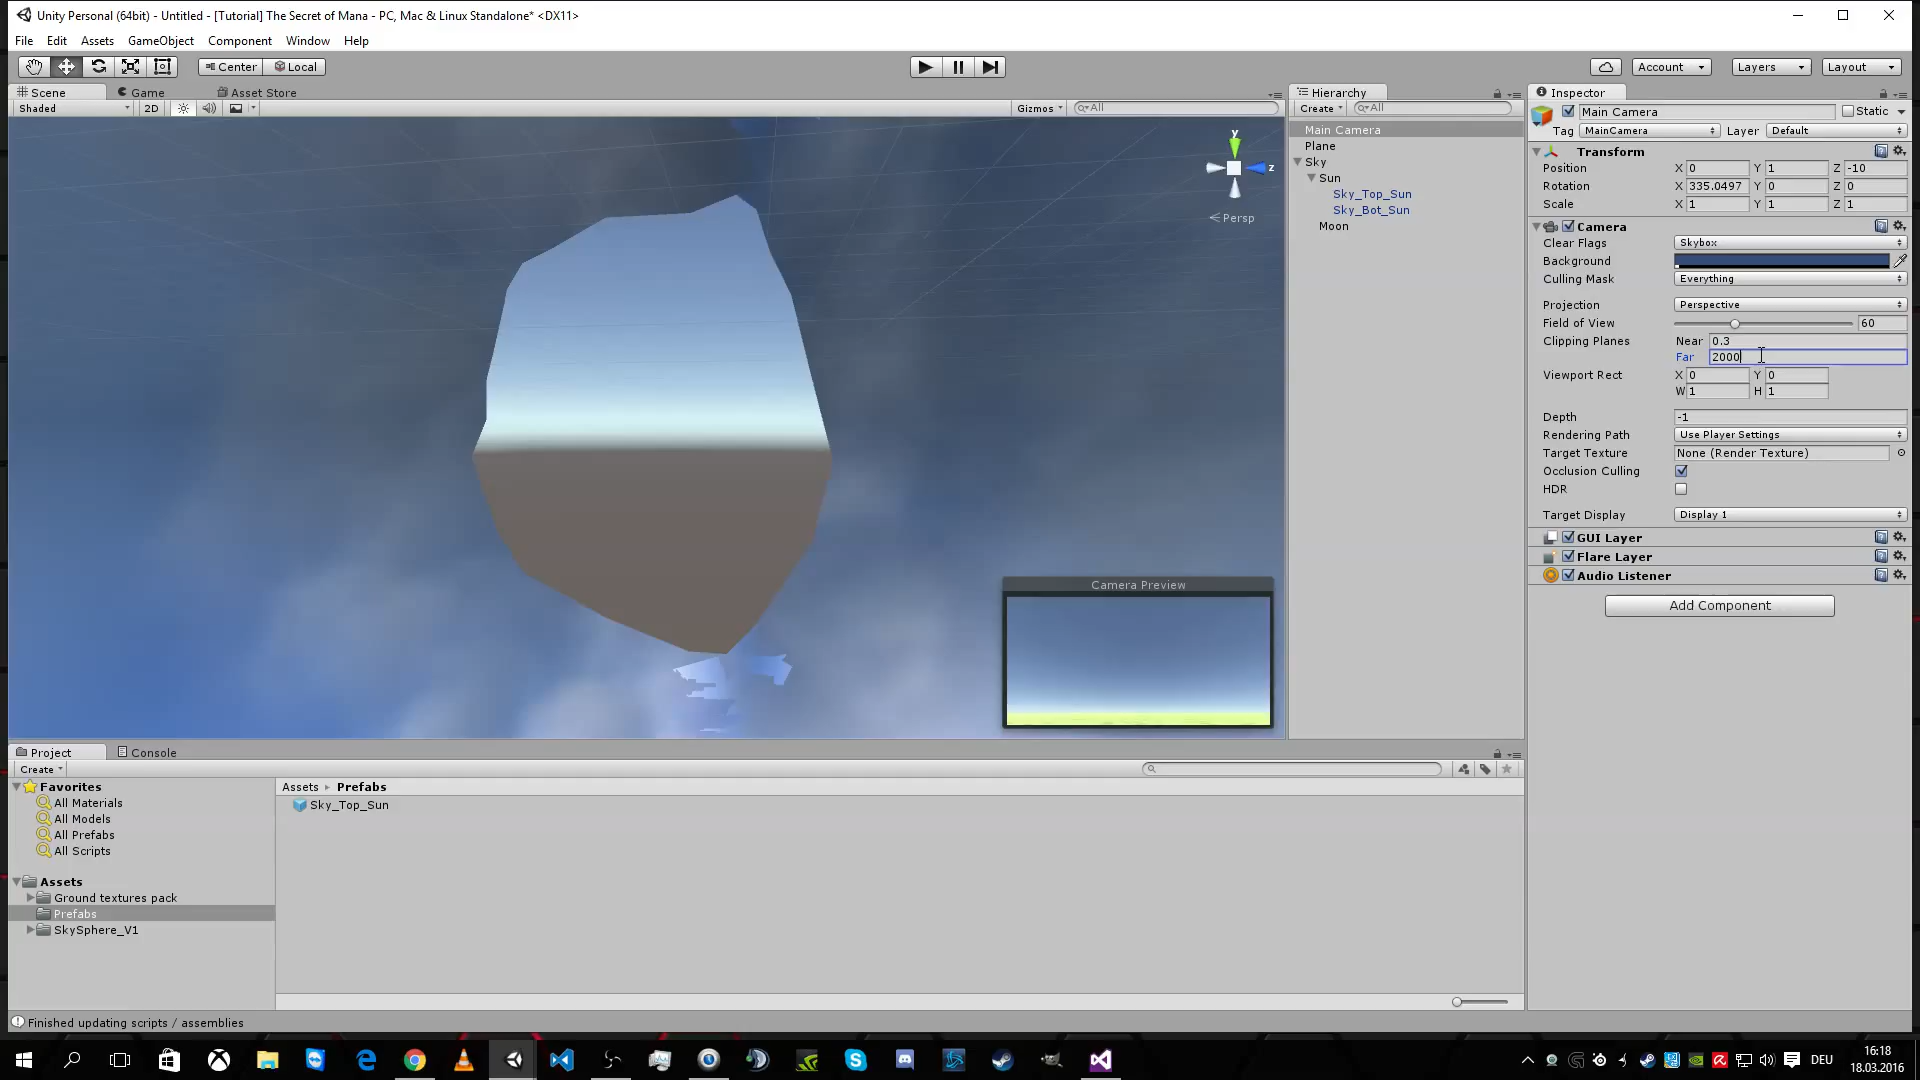 Unity Personal (64bit) - Untitled - [Tutorial] The Secret of Mana - PC, Mac & Linux Standalone* <DX11>
File Edit Assets GameObject Component Window Help
Center Local Account Layers Layout
Scene Game Asset Store
Shaded 2D Gizmos All
y
z
Persp
Camera Preview
Hierarchy
Create All
Main Camera
Plane
Sky
Sun
Sky_Top_Sun
Sky_Bot_Sun
Moon
Inspector
Main Camera Static
Tag MainCamera Layer Default
Transform
Position X 0 Y 1 Z -10
Rotation X 335.0497 Y 0 Z 0
Scale X 1 Y 1 Z 1
Camera
Clear Flags Skybox
Background
Culling Mask Everything
Projection Perspective
Field of View 60
Clipping Planes Near 0.3
Far 2000
Viewport Rect X 0 Y 0
W 1 H 1
Depth -1
Rendering Path Use Player Settings
Target Texture None (Render Texture)
Occlusion Culling
HDR
Target Display Display 1
GUI Layer
Flare Layer
Audio Listener
Add Component
Project Console
Create
Favorites
All Materials
All Models
All Prefabs
All Scripts
Assets
Ground textures pack
Prefabs
SkySphere_V1
Assets Prefabs
Sky_Top_Sun
Finished updating scripts / assemblies
DEU
16:18
18.03.2016